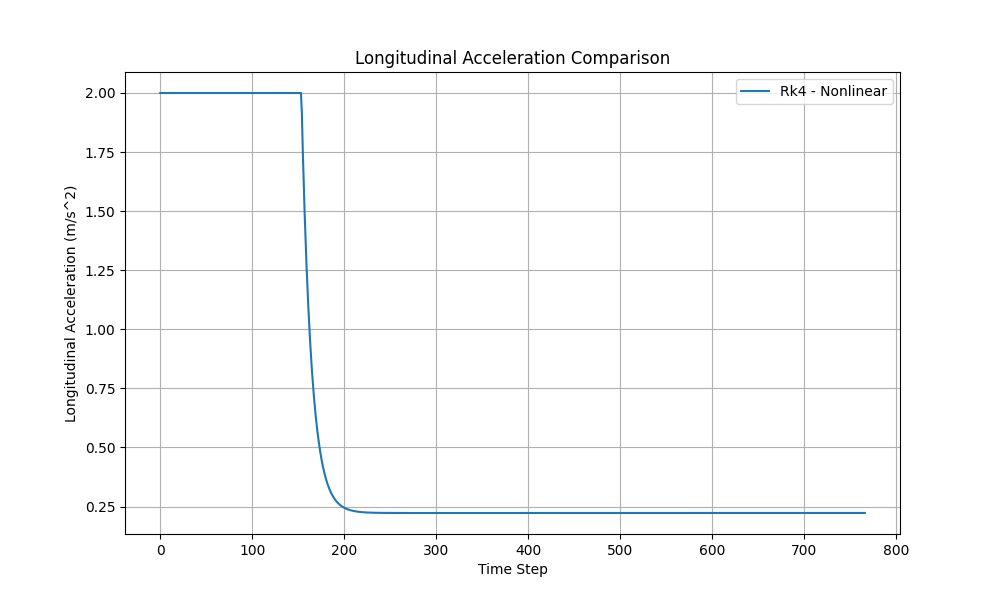 Longitudinal Acceleration Comparison
Rk4 - Nonlinear
Longitudinal Acceleration (m/s^2)
2.00
1.75
1.50
1.25
1.00
0.75
0.50
0.25
0 100 200 300 400 500 600 700 800
Time Step